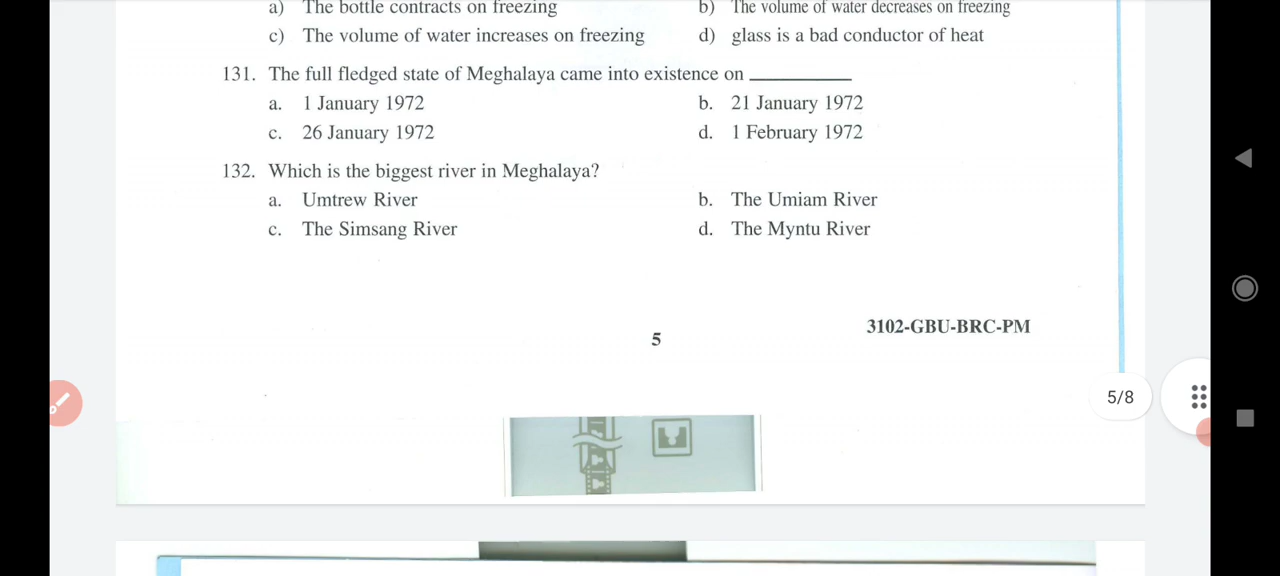 a) The bottle contracts on freezing b) The volume of water decreases on freezing
c) The volume of water increases on freezing d) glass is a bad conductor of heat
131. The full fledged state of Meghalaya came into existence on __________
a. 1 January 1972 b. 21 January 1972
c. 26 January 1972 d. 1 February 1972
132. Which is the biggest river in Meghalaya?
a. Umtrew River b. The Umiam River
c. The Simsang River d. The Myntu River
3102-GBU-BRC-PM
5
5/8